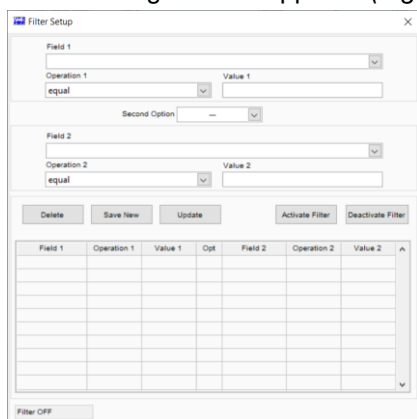 Filter Setup
Field 1
Operation 1 Value 1
equal
Second Option ---
Field 2
Operation 2 Value 2
equal
Delete Save New Update Activate Filter Deactivate Filter
Field 1 Operation 1 Value 1 Opt Field 2 Operation 2 Value 2
Filter OFF